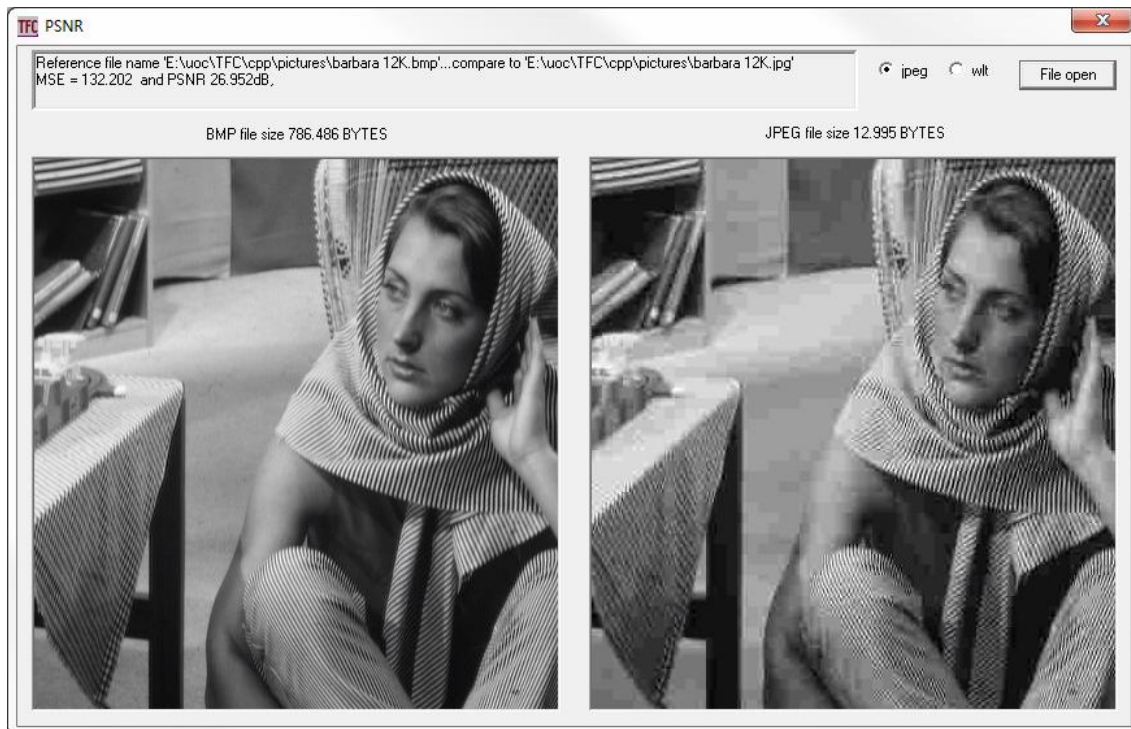 TFC PSNR
Reference file name 'E:\uoc\TFC\cpp\pictures\barbara 12K.bmp'...compare to 'E:\uoc\TFC\cpp\pictures\barbara 12K.jpg'
MSE = 132.202 and PSNR 26.952dB,
jpeg wlt File open
BMP file size 786.486 BYTES JPEG file size 12.995 BYTES